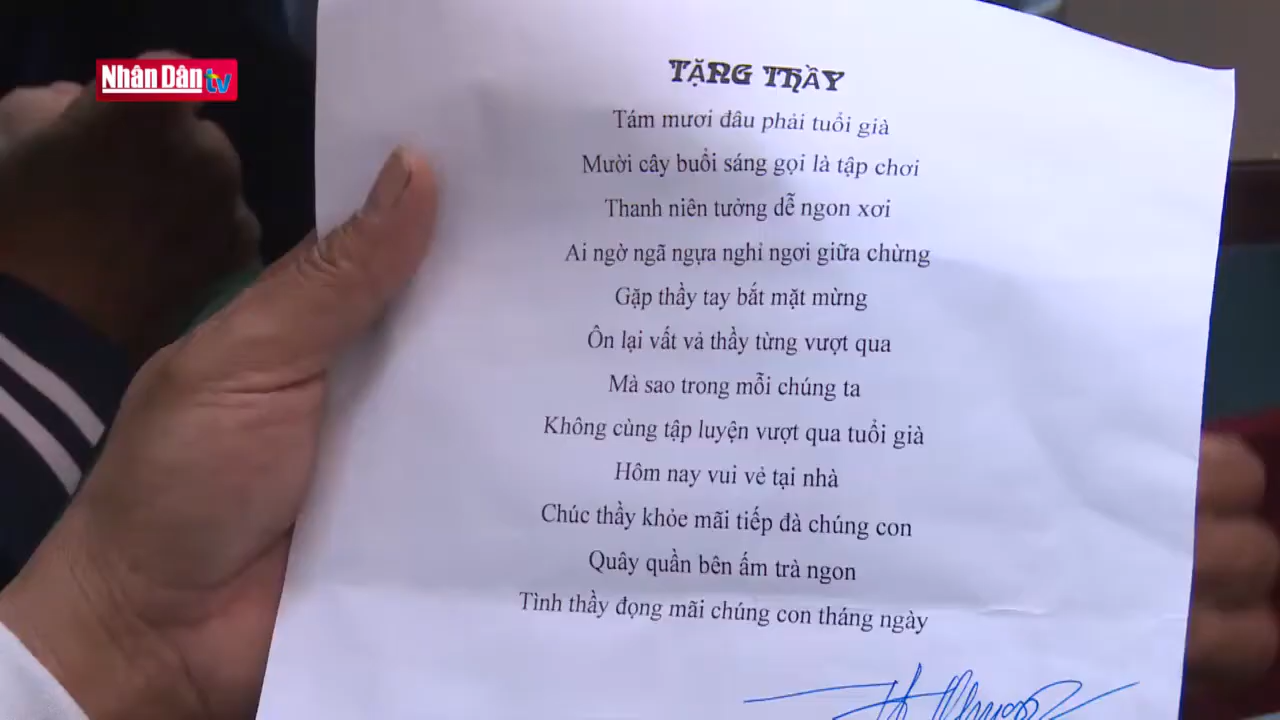 Nhân Dân tv
TẶNG THẦY
Tám mươi đâu phải tuổi già
Mười cây buổi sáng gọi là tập chơi
Thanh niên tưởng dễ ngon xơi
Ai ngờ ngã ngựa nghỉ ngơi giữa chừng
Gặp thầy tay bắt mặt mừng
Ôn lại vất vả thầy từng vượt qua
Mà sao trong mỗi chúng ta
Không cùng tập luyện vượt qua tuổi già
Hôm nay vui vẻ tại nhà
Chúc thầy khỏe mãi tiếp đà chúng con
Quây quần bên ấm trà ngon
Tình thầy đọng mãi chúng con tháng ngày